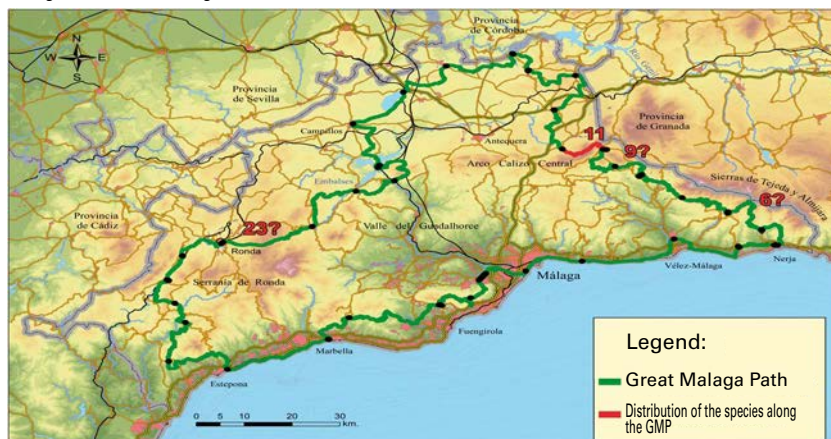 Provincia
de Córdoba
N
W E
S
Provincia
de Sevilla
Río Genil
Campillos
Antequera
11
Provincia
de Granada
Arco Calizo Central
9?
Embalses
Sierras de Tejeda y Almijara
6?
Provincia
de Cádiz
23?
Valle del Guadalhorce
Ronda
Serranía de Ronda
Málaga
Vélez-Málaga
Nerja
Fuengirola
Marbella
Estepona
0 5 10 20 30
km.
Legend:
Great Malaga Path
Distribution of the species along
the GMP